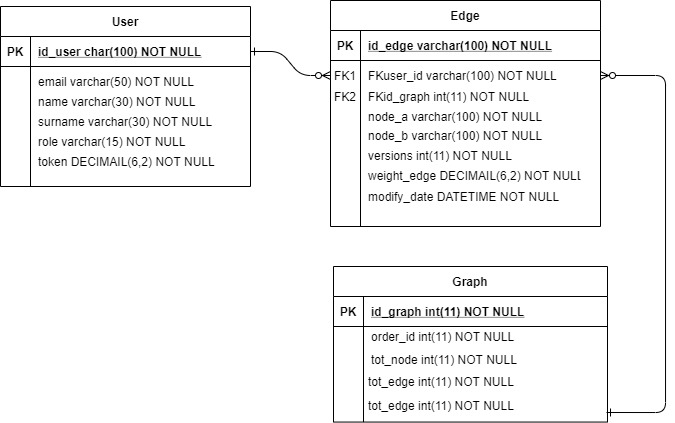 User
PK id_user char(100) NOT NULL
email varchar(50) NOT NULL
name varchar(30) NOT NULL
surname varchar(30) NOT NULL
role varchar(15) NOT NULL
token DECIMAIL(6,2) NOT NULL
Edge
PK id_edge varchar(100) NOT NULL
FK1 FKuser_id varchar(100) NOT NULL
FK2 FKid_graph int(11) NOT NULL
node_a varchar(100) NOT NULL
node_b varchar(100) NOT NULL
versions int(11) NOT NULL
weight_edge DECIMAIL(6,2) NOT NULL
modify_date DATETIME NOT NULL
Graph
PK id_graph int(11) NOT NULL
order_id int(11) NOT NULL
tot_node int(11) NOT NULL
tot_edge int(11) NOT NULL
tot_edge int(11) NOT NULL